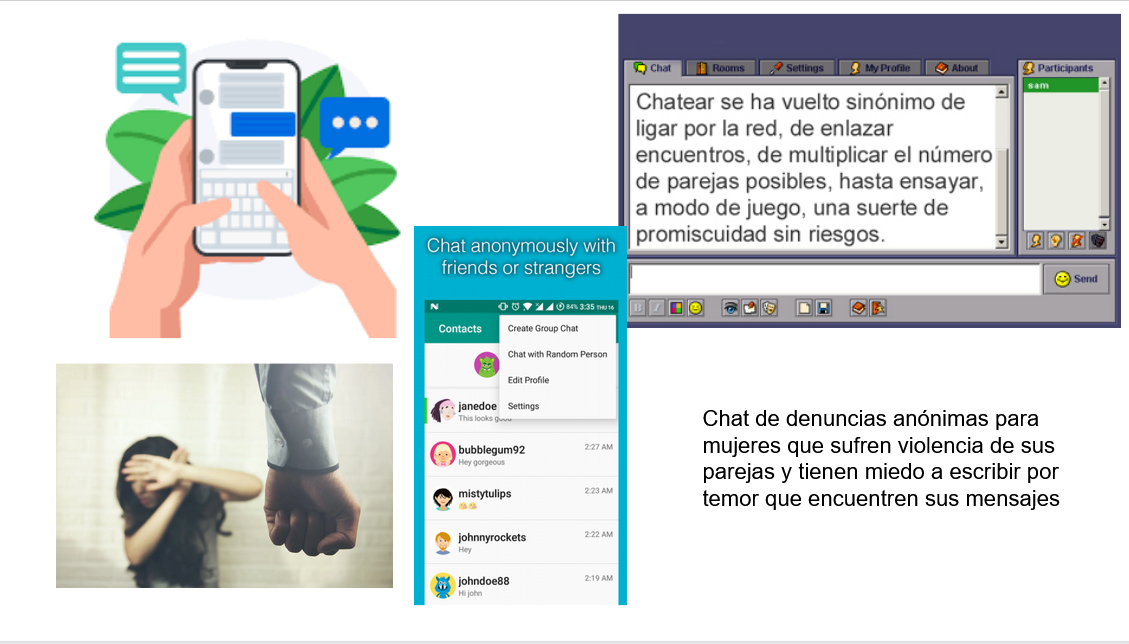 Chat
Rooms
Settings
My Profile
About
Participants
sam
Chatear se ha vuelto sinónimo de
ligar por la red, de enlazar
encuentros, de multiplicar el número
de parejas posibles, hasta ensayar,
a modo de juego, una suerte de
promiscuidad sin riesgos.
Send
B I
Chat anonymously with
friends or strangers
84% 3:35 THU 16
Contacts
Create Group Chat
Chat with Random Person
Edit Profile
Settings
janedoe
This looks good
bubblegum92 2:27 AM
Hey gorgeous
mistytulips 2:23 AM
johnnyrockets 2:22 AM
Hey
johndoe88 2:19 AM
Hi john
Chat de denuncias anónimas para
mujeres que sufren violencia de sus
parejas y tienen miedo a escribir por
temor que encuentren sus mensajes